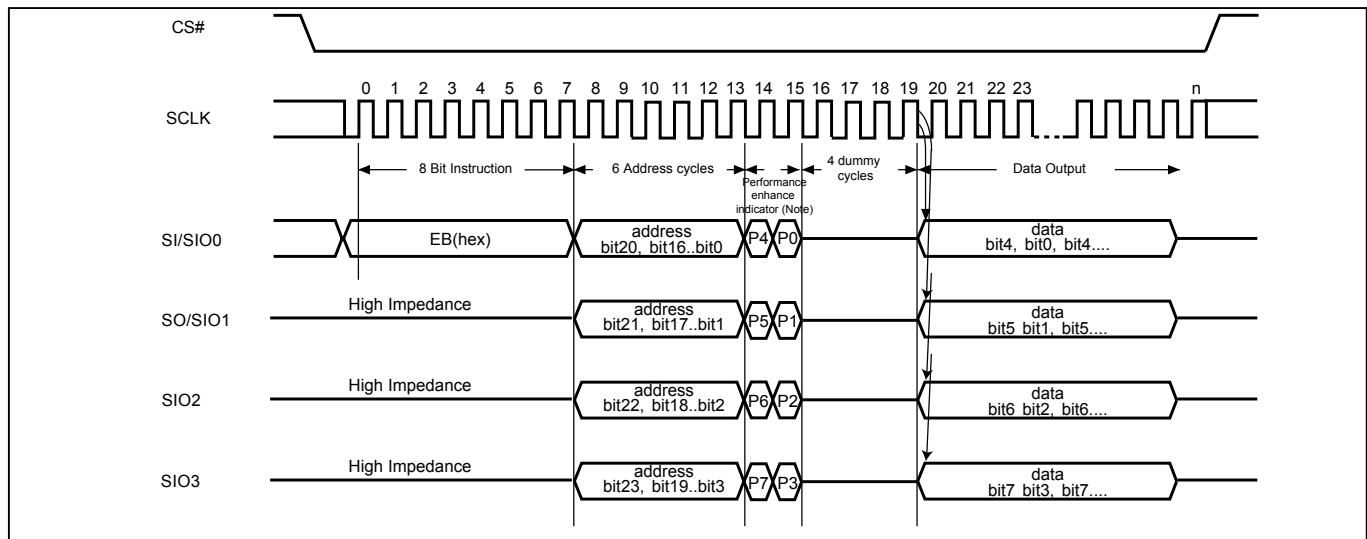 CS#
0 1 2 3 4 5 6 7 8 9 10 11 12 13 14 15 16 17 18 19 20 21 22 23 n
SCLK
8 Bit Instruction
6 Address cycles
Performance
enhance
indicator (Note)
4 dummy
cycles
Data Output
SI/SIO0
EB(hex)
address
bit20, bit16..bit0
P4 P0
data
bit4, bit0, bit4....
SO/SIO1
High Impedance
address
bit21, bit17..bit1
P5 P1
data
bit5 bit1, bit5....
SIO2
High Impedance
address
bit22, bit18..bit2
P6 P2
data
bit6 bit2, bit6....
SIO3
High Impedance
address
bit23, bit19..bit3
P7 P3
data
bit7 bit3, bit7....